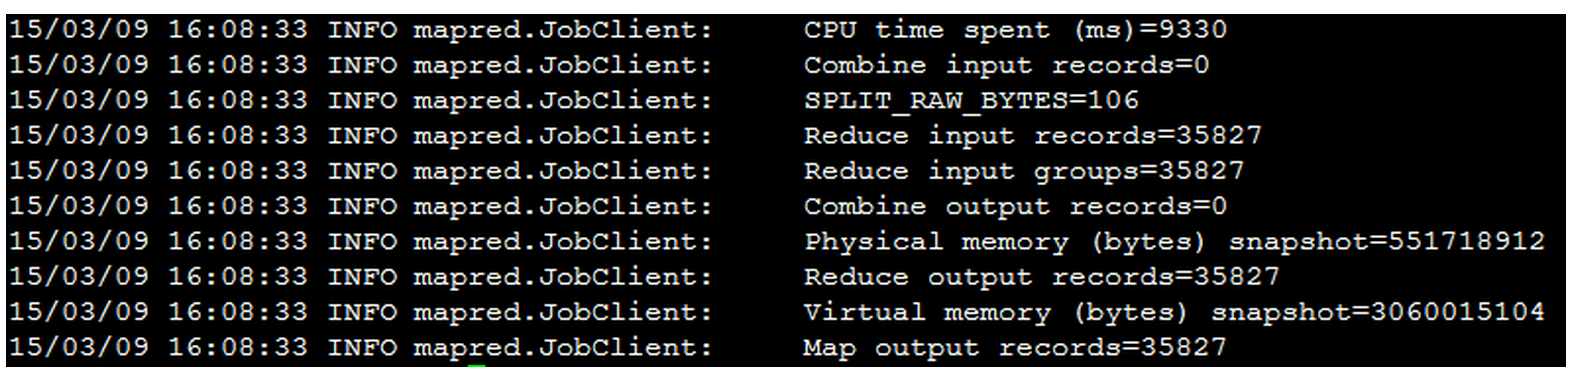 15/03/09 16:08:33 INFO mapred.JobClient:     CPU time spent (ms)=9330
15/03/09 16:08:33 INFO mapred.JobClient:     Combine input records=0
15/03/09 16:08:33 INFO mapred.JobClient:     SPLIT_RAW_BYTES=106
15/03/09 16:08:33 INFO mapred.JobClient:     Reduce input records=35827
15/03/09 16:08:33 INFO mapred.JobClient:     Reduce input groups=35827
15/03/09 16:08:33 INFO mapred.JobClient:     Combine output records=0
15/03/09 16:08:33 INFO mapred.JobClient:     Physical memory (bytes) snapshot=551718912
15/03/09 16:08:33 INFO mapred.JobClient:     Reduce output records=35827
15/03/09 16:08:33 INFO mapred.JobClient:     Virtual memory (bytes) snapshot=3060015104
15/03/09 16:08:33 INFO mapred.JobClient:     Map output records=35827